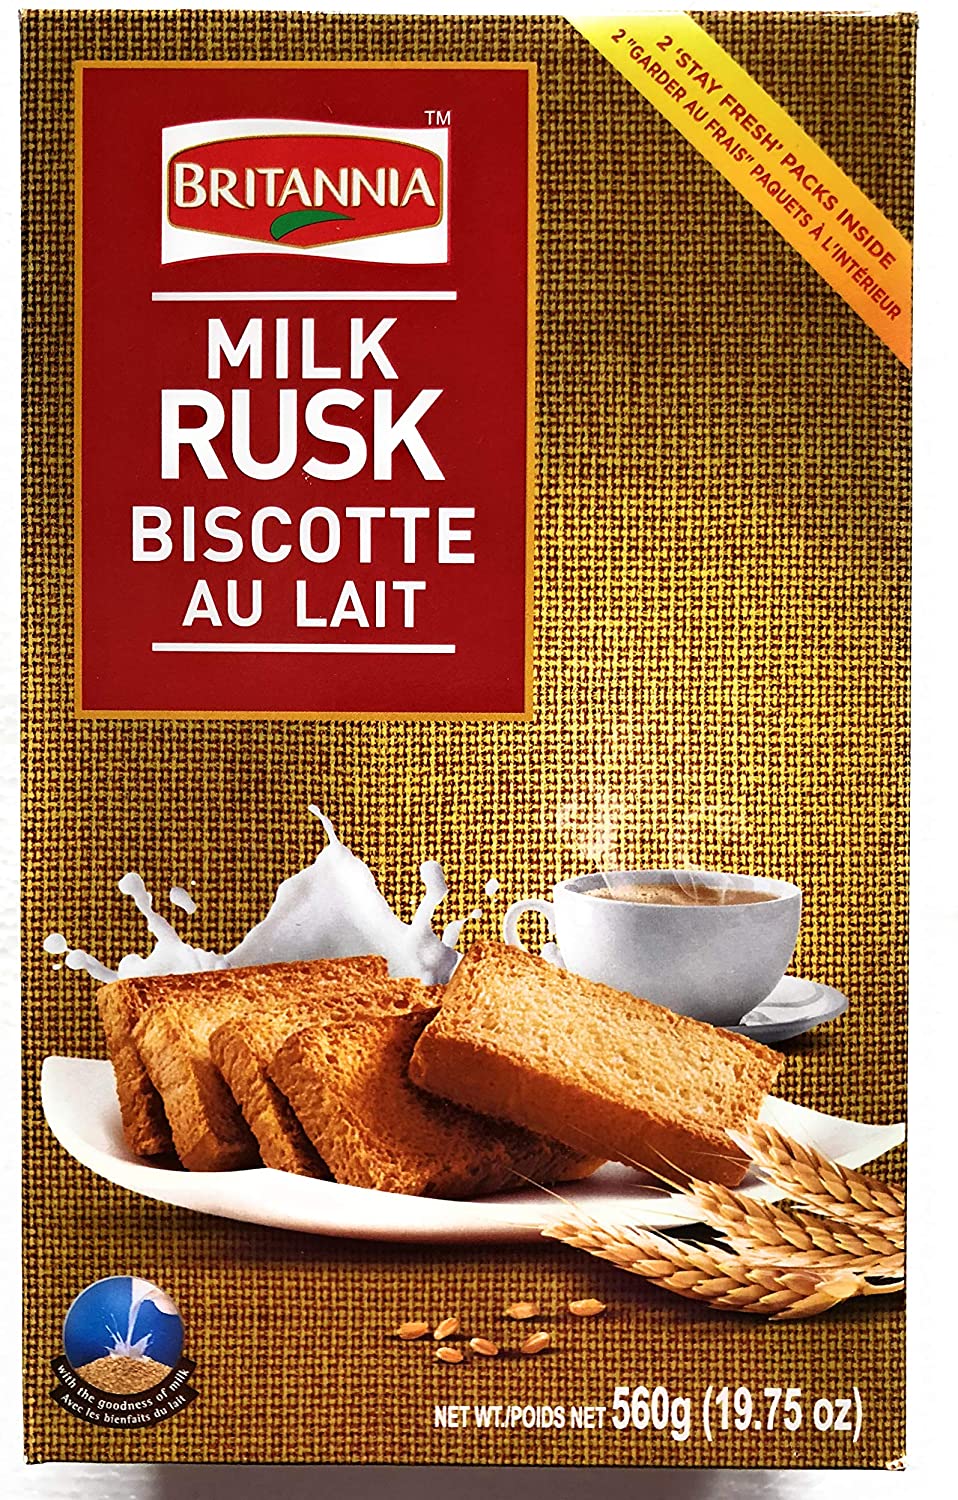 2 'STAY FRESH' PACKS INSIDE
2 "GARDER AU FRAIS" PAQUETS À L'INTÉRIEUR
TM
BRITANNIA
MILK
RUSK
BISCOTTE
AU LAIT
with the goodness of milk
Avec les bienfaits du lait
NET WT./POIDS NET 560g (19.75 oz)